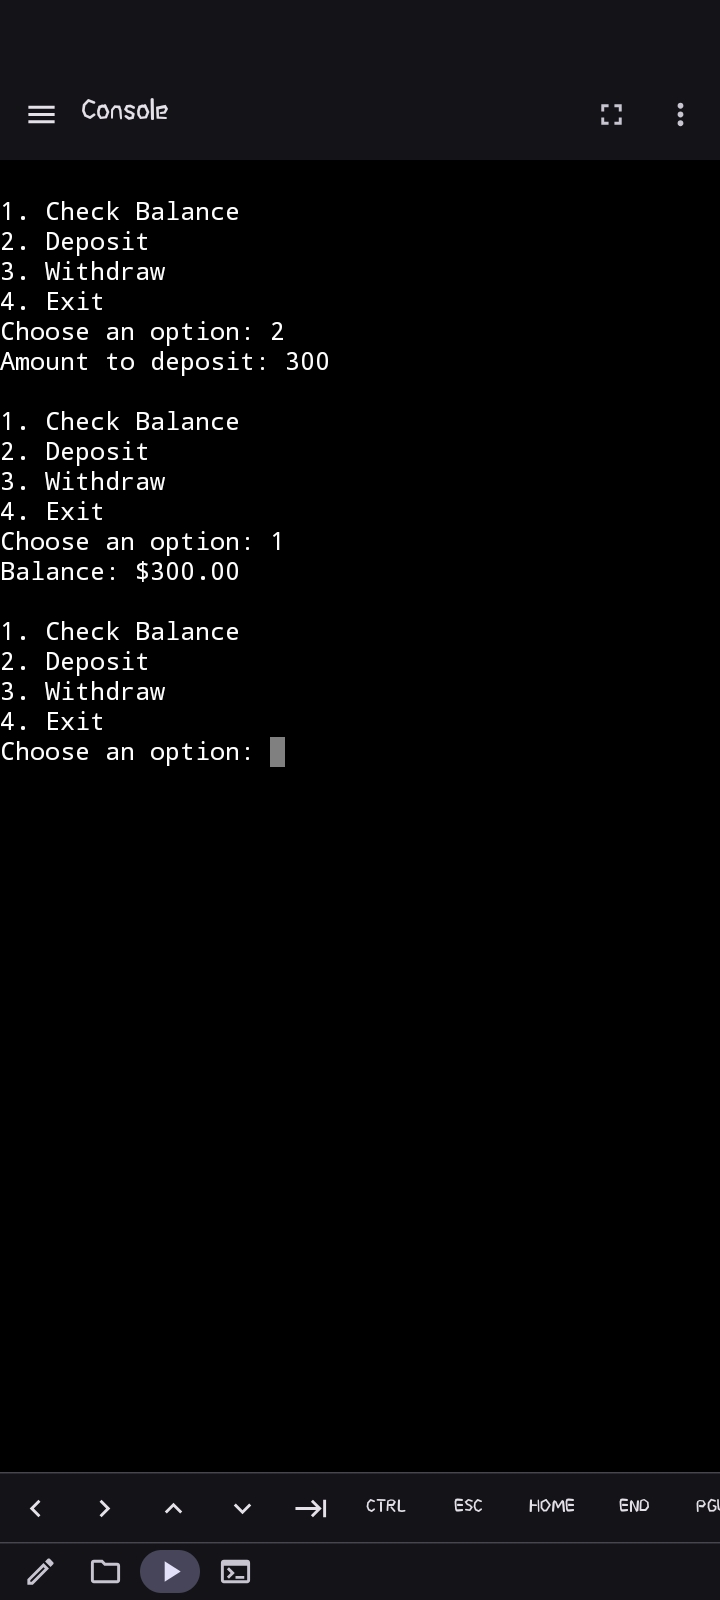 Console
1. Check Balance
2. Deposit
3. Withdraw
4. Exit
Choose an option: 2
Amount to deposit: 300
1. Check Balance
2. Deposit
3. Withdraw
4. Exit
Choose an option: 1
Balance: $300.00
1. Check Balance
2. Deposit
3. Withdraw
4. Exit
Choose an option:
CTRL ESC HOME END